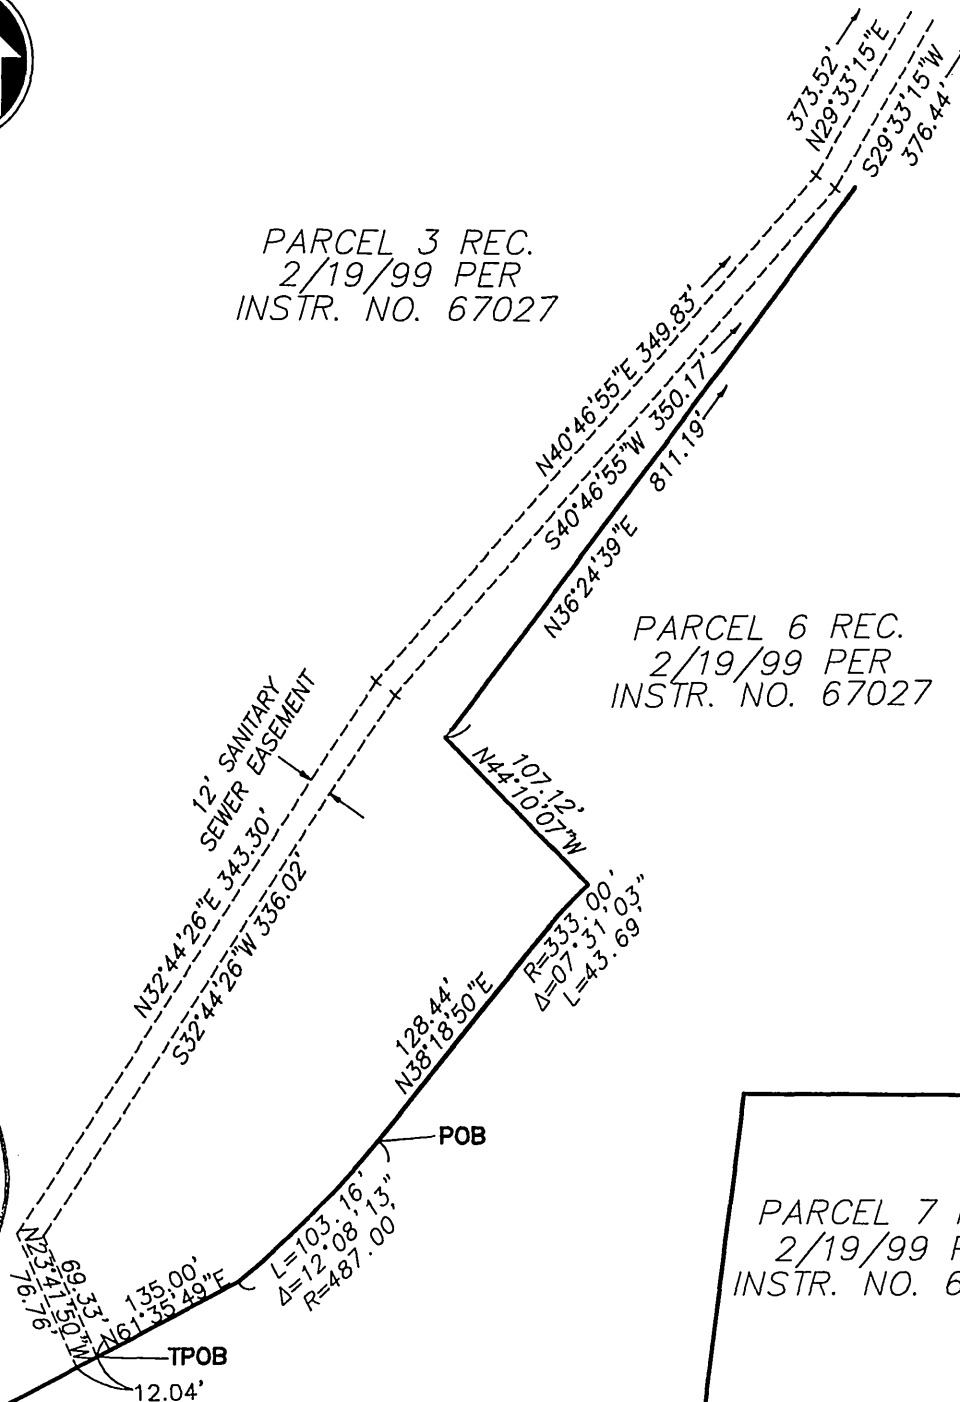 373.52'
N29°33'15"E
S29°33'15"W
376.44'
PARCEL 3 REC.
2/19/99 PER
INSTR. NO. 67027
N40°46'55"E 349.83'
S40°46'55"W 350.17'
811.19'
N36°24'39"E
PARCEL 6 REC.
2/19/99 PER
INSTR. NO. 67027
12' SANITARY
SEWER EASEMENT
107.12'
N44°10'07"W
N32°44'26"E 343.30'
S32°44'26"W 336.02'
R=333.00'
Δ=07°31'03"
L=43.69'
128.44'
N38°18'50"E
POB
L=103.16'
Δ=12°08'13"
R=487.00'
PARCEL 7
2/19/99
INSTR. NO. 6
69.33'
N23°47'50"W
76.76'
135.00'
N61°35'49"E
TPOB
12.04'